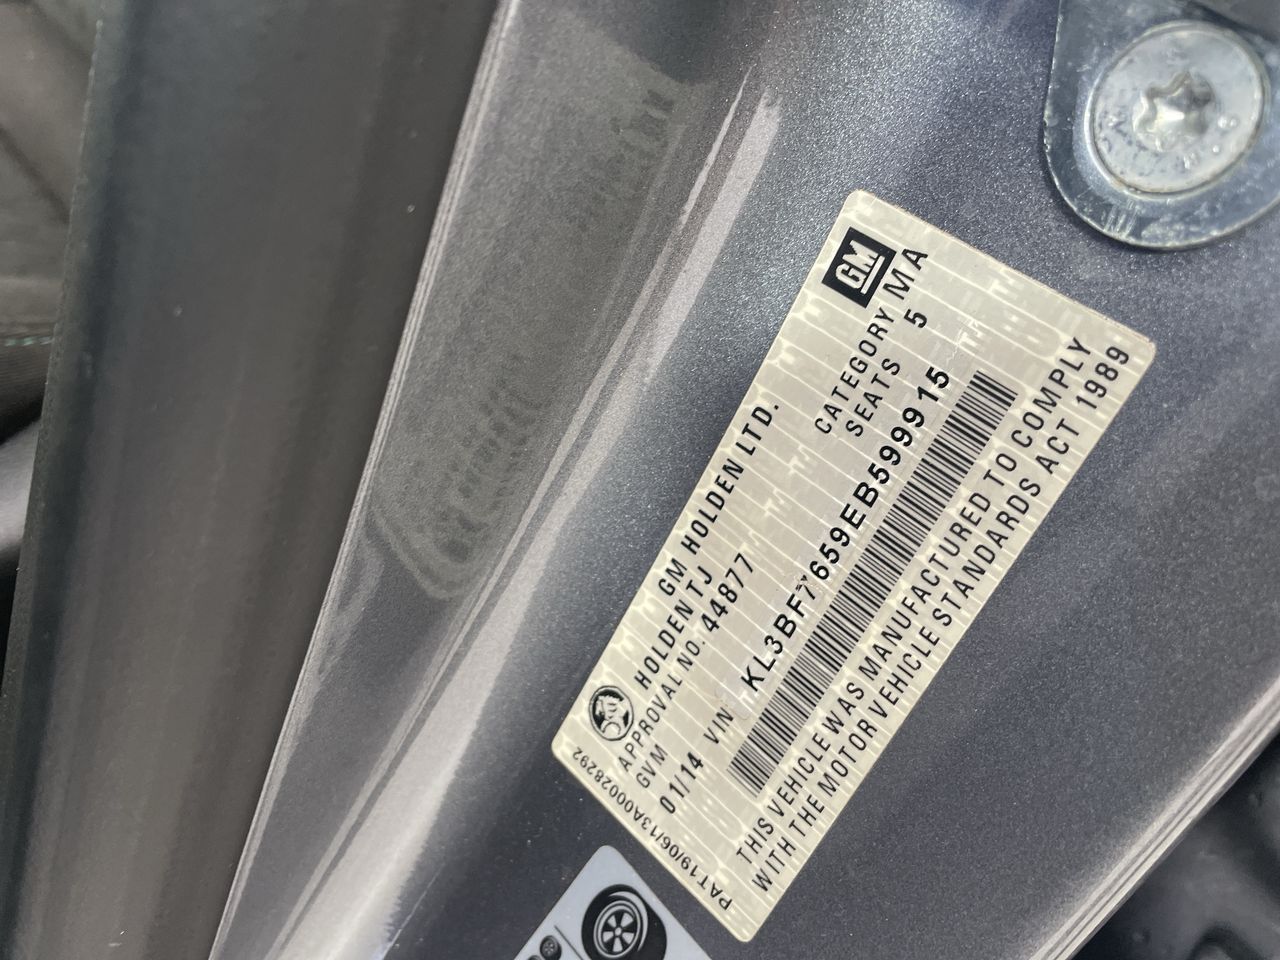 GM
GM HOLDEN LTD.
CATEGORY MA
HOLDEN TJ
SEATS 5
APPROVAL NO. 44877
GVM
01/14 VIN KL3BF7659EB599915
THIS VEHICLE WAS MANUFACTURED TO COMPLY
WITH THE MOTOR VEHICLE STANDARDS ACT 1989
PAT19/06/13A00028292